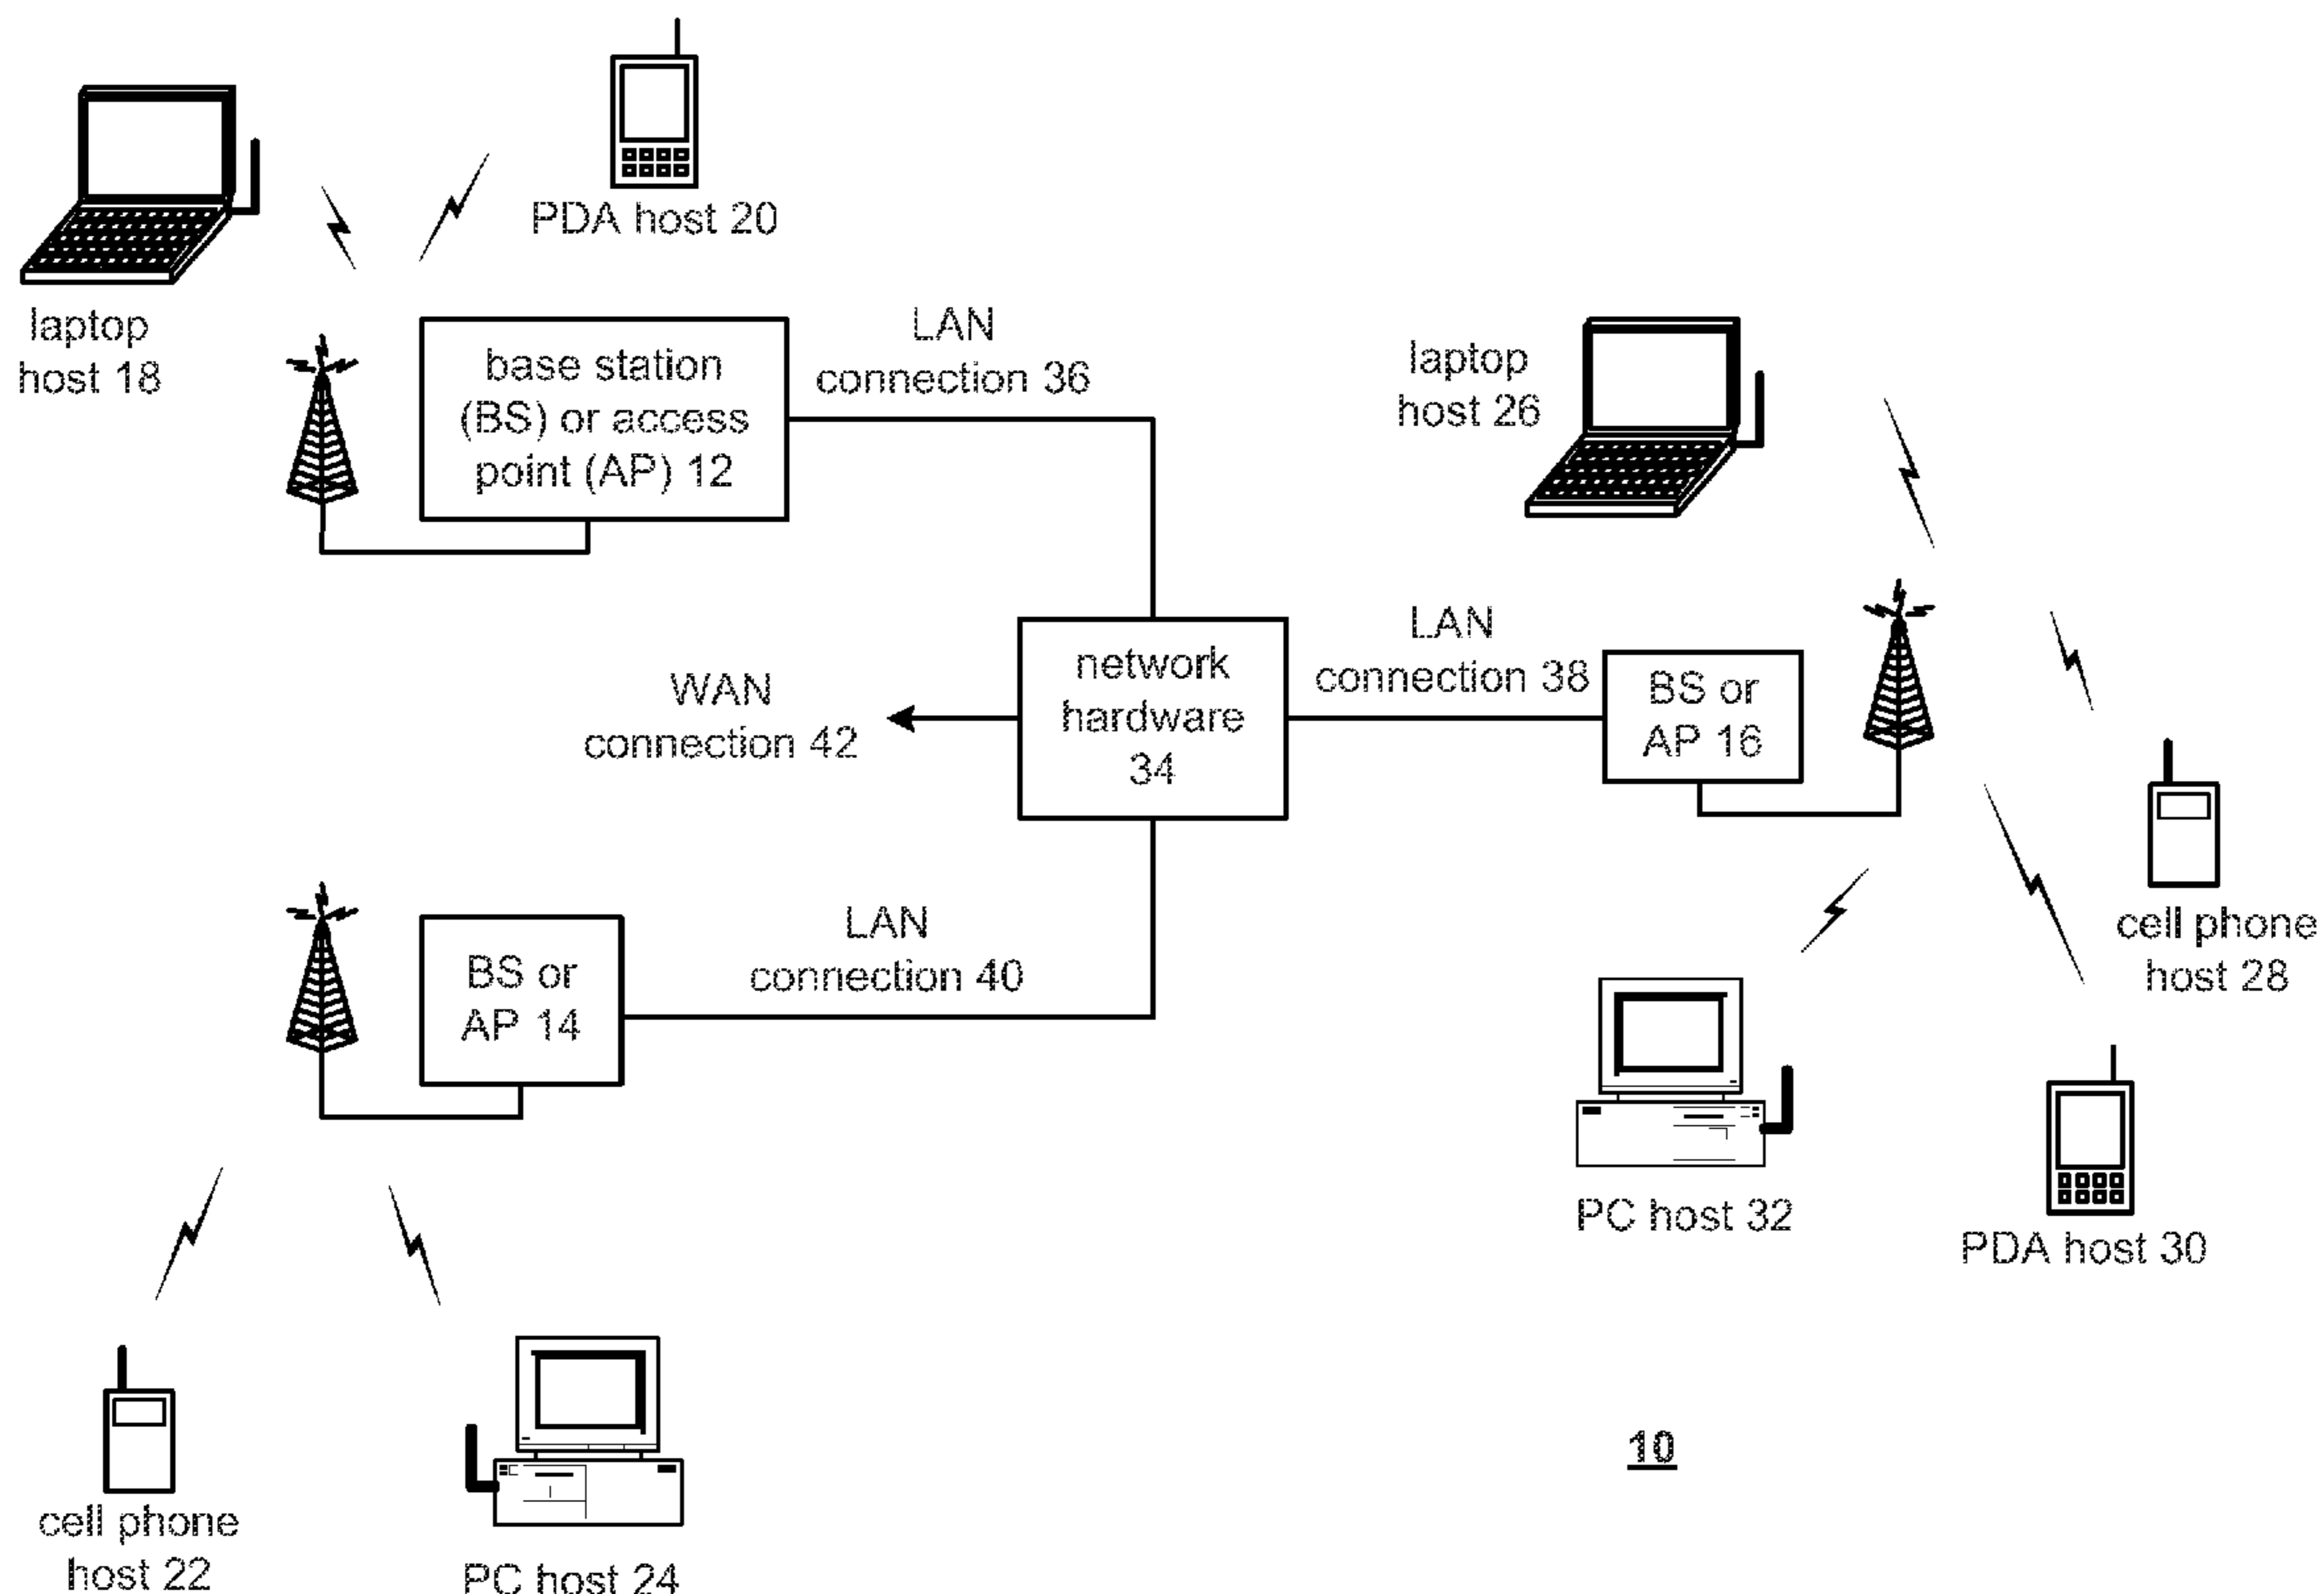 PDA host 20
laptop
host 18
base station
(BS) or access
point (AP) 12
LAN
connection 36
laptop
host 26
WAN
connection 42
network
hardware
34
LAN
connection 38
BS or
AP 16
BS or
AP 14
LAN
connection 40
cell phone
host 28
PC host 32
PDA host 30
cell phone
host 22
PC host 24
10